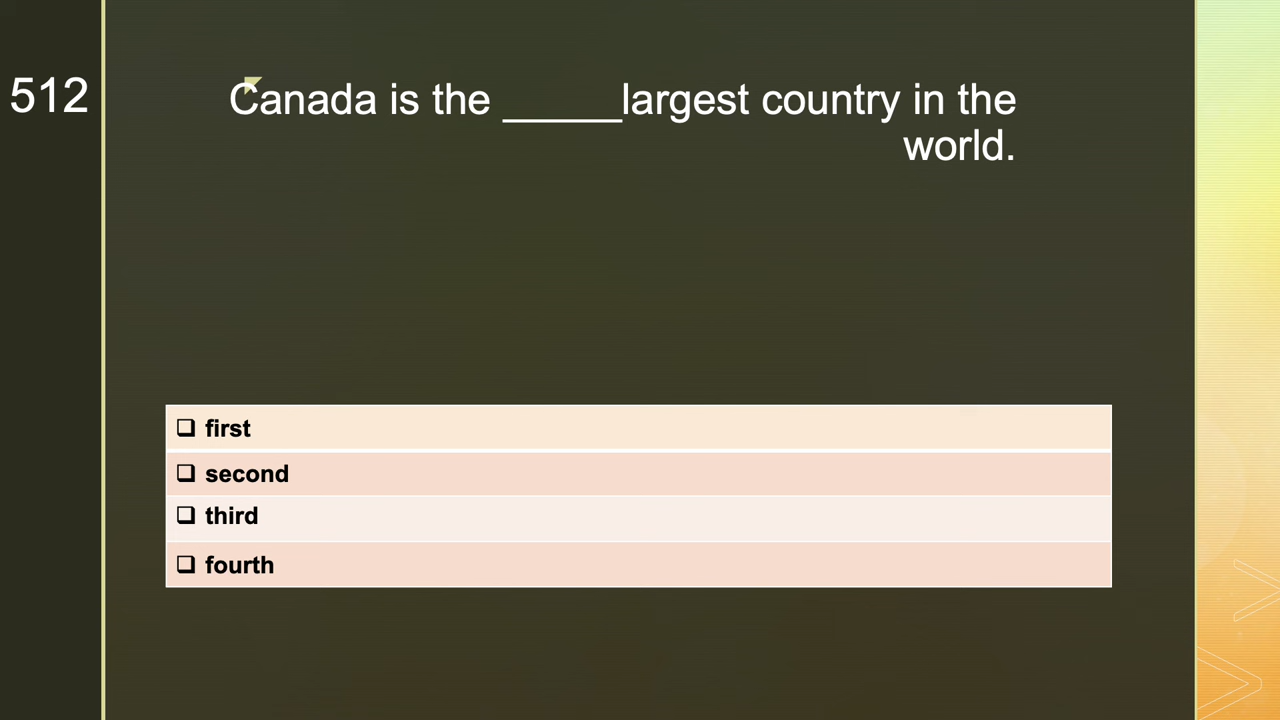 512
Canada is the _____largest country in the
world.
❑ first
❑ second
❑ third
❑ fourth